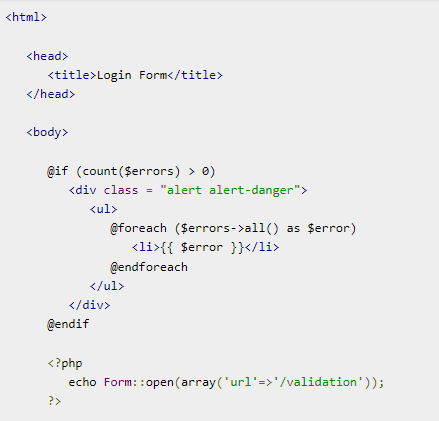 <html>
<head>
<title>Login Form</title>
</head>
<body>
@if (count($errors) > 0)
<div class = "alert alert-danger">
<ul>
@foreach ($errors->all() as $error)
<li>{{ $error }}</li>
@endforeach
</ul>
</div>
@endif
<?php
echo Form::open(array('url'=>'/validation'));
?>